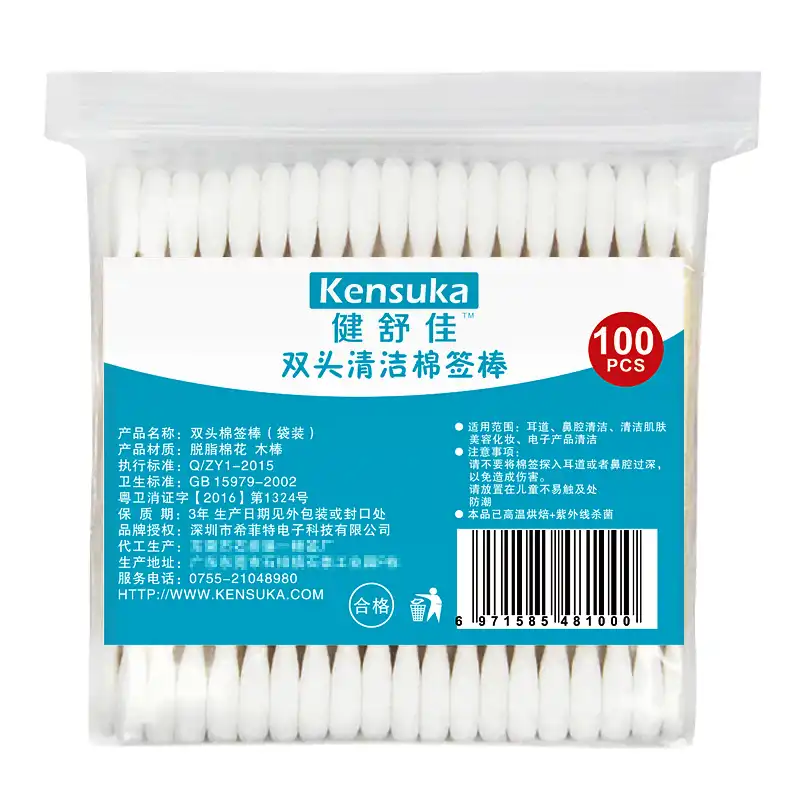 Kensuka
健舒佳™
双头清洁棉签棒
100
PCS
产品名称：双头棉签棒（袋装）
产品材质：脱脂棉花 木棒
执行标准：Q/ZY1-2015
卫生标准：GB 15979-2002
粤卫消证字【2016】第1324号
保 质 期：3年 生产日期见外包装或封口处
品牌授权：深圳市希菲特电子科技有限公司
代工生产：
生产地址：
服务电话：0755-21048980
HTTP://WWW.KENSUKA.COM
合格
● 适用范围：耳道、鼻腔清洁、清洁肌肤
美容化妆、电子产品清洁
● 注意事项：
请不要将棉签探入耳道或者鼻腔过深，
以免造成伤害。
请放置在儿童不易触及处
防潮
● 本品已高温烘焙+紫外线杀菌
6 971585 481000